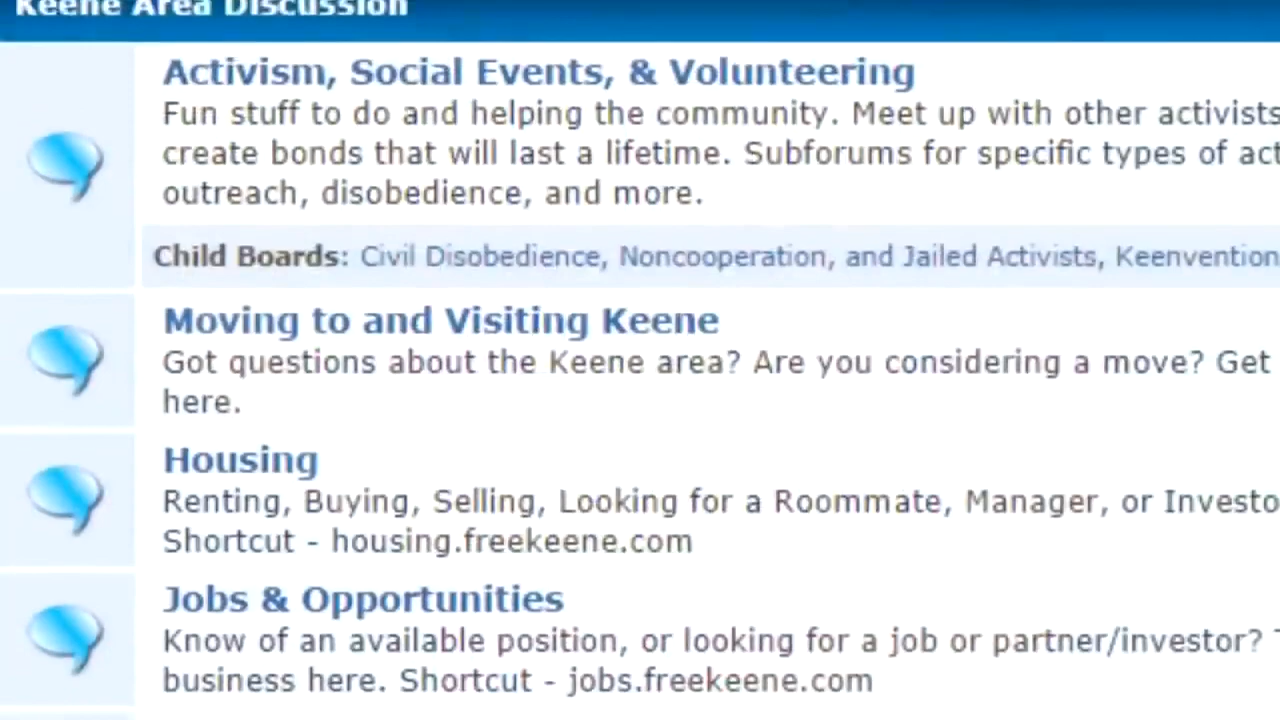 Keene Area Discussion
Activism, Social Events, & Volunteering
Fun stuff to do and helping the community. Meet up with other activists
create bonds that will last a lifetime. Subforums for specific types of act
outreach, disobedience, and more.
Child Boards: Civil Disobedience, Noncooperation, and Jailed Activists, Keenvention
Moving to and Visiting Keene
Got questions about the Keene area? Are you considering a move? Get
here.
Housing
Renting, Buying, Selling, Looking for a Roommate, Manager, or Investo
Shortcut - housing.freekeene.com
Jobs & Opportunities
Know of an available position, or looking for a job or partner/investor?
business here. Shortcut - jobs.freekeene.com